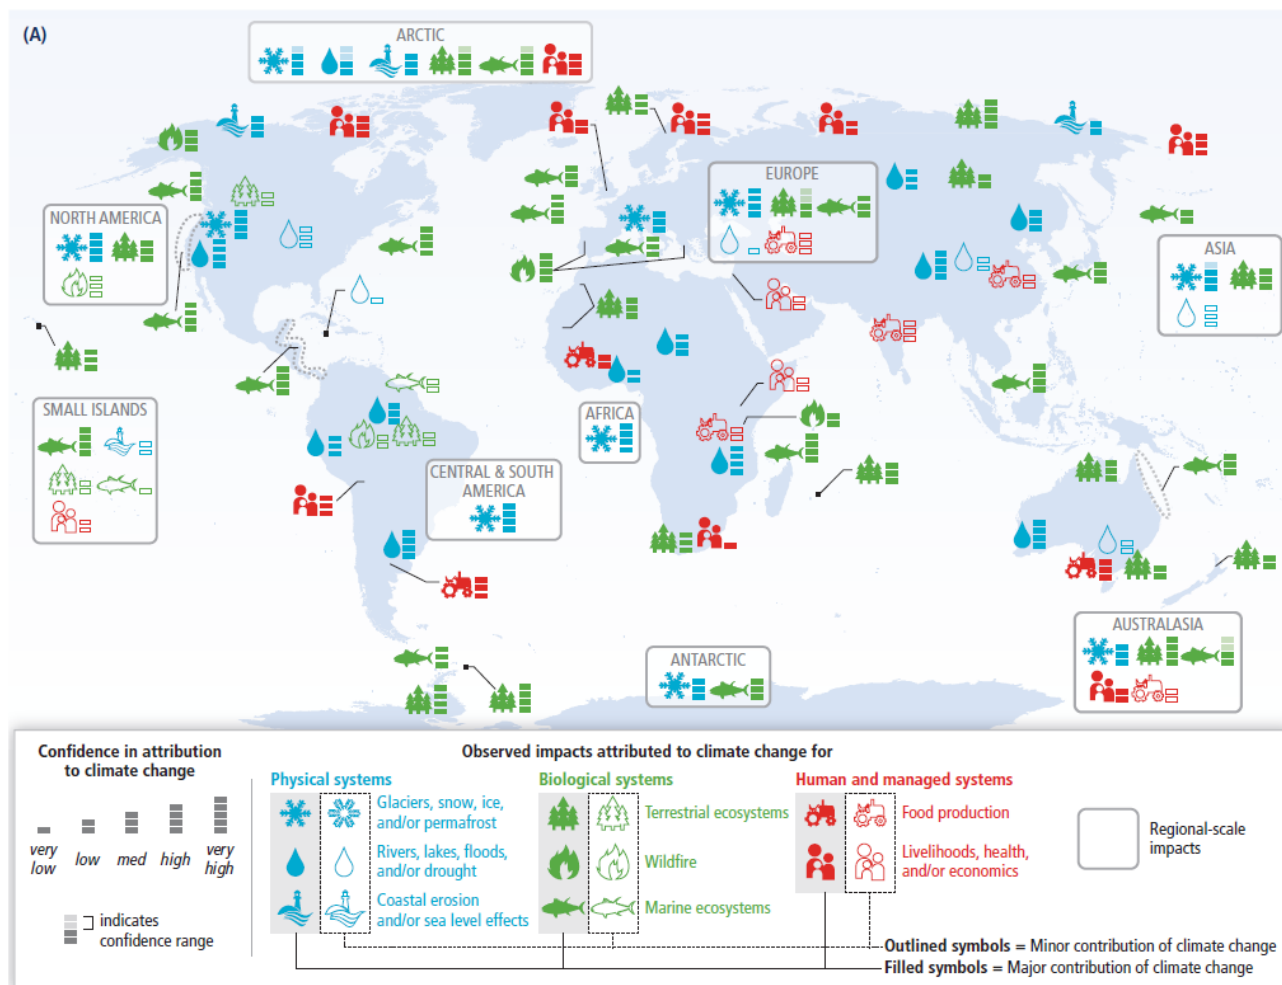 (A)
ARCTIC
EUROPE
NORTH AMERICA
ASIA
SMALL ISLANDS
AFRICA
CENTRAL & SOUTH
AMERICA
AUSTRALASIA
ANTARCTIC
Confidence in attribution
to climate change
very
low
low
med
high
very
high
indicates
confidence range
Observed impacts attributed to climate change for
Physical systems
Glaciers, snow, ice,
and/or permafrost
Rivers, lakes, floods,
and/or drought
Coastal erosion
and/or sea level effects
Biological systems
Terrestrial ecosystems
Wildfire
Marine ecosystems
Human and managed systems
Food production
Livelihoods, health,
and/or economics
Regional-scale
impacts
Outlined symbols = Minor contribution of climate change
Filled symbols = Major contribution of climate change